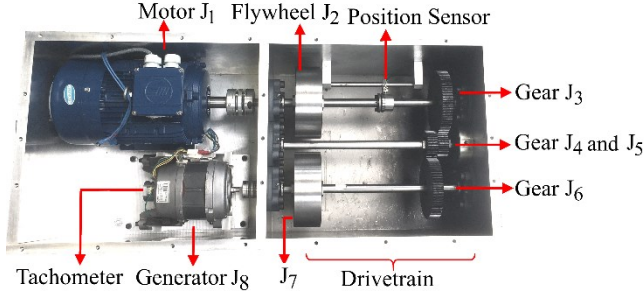 Motor J1
Flywheel J2
Position Sensor
Gear J3
Gear J4 and J5
Gear J6
Tachometer
Generator J8
J7
Drivetrain